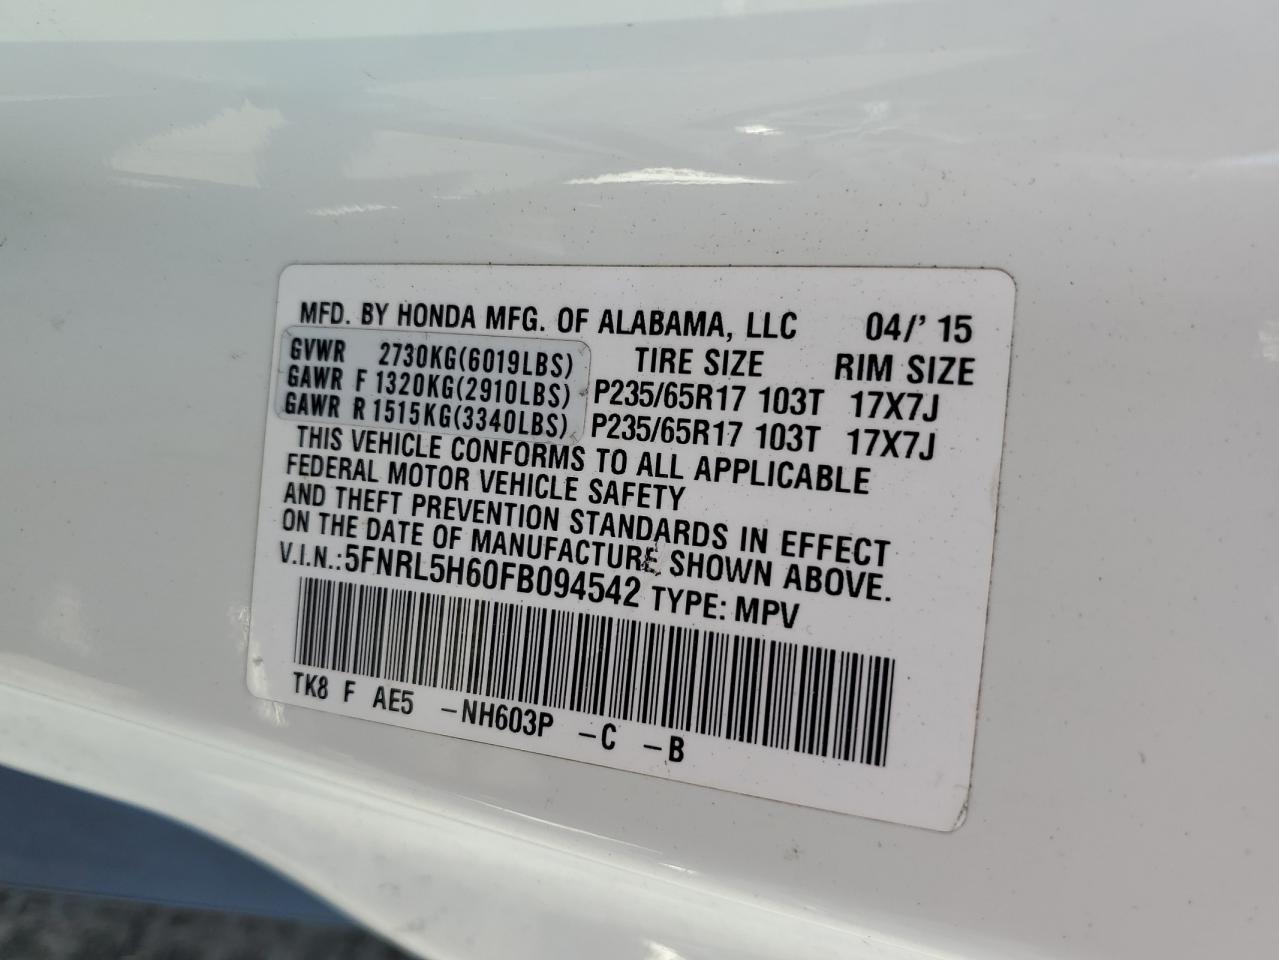 MFD. BY HONDA MFG. OF ALABAMA, LLC 04/' 15
GVWR 2730KG(6019LBS) TIRE SIZE RIM SIZE
GAWR F 1320KG(2910LBS) P235/65R17 103T 17X7J
GAWR R 1515KG(3340LBS) P235/65R17 103T 17X7J
THIS VEHICLE CONFORMS TO ALL APPLICABLE
FEDERAL MOTOR VEHICLE SAFETY
AND THEFT PREVENTION STANDARDS IN EFFECT
ON THE DATE OF MANUFACTURE SHOWN ABOVE.
V.I.N.:5FNRL5H60FB094542 TYPE: MPV
TK8 F AE5 -NH603P -C -B